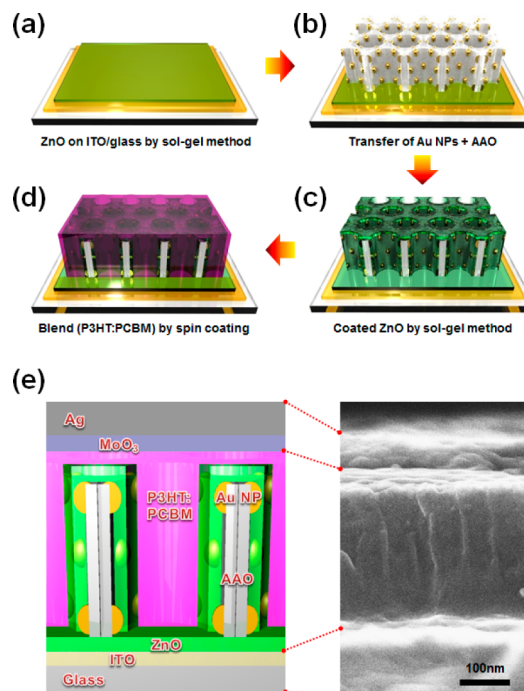 (a)
(b)
ZnO on ITO/glass by sol-gel method
Transfer of Au NPs + AAO
(d)
(c)
Blend (P3HT:PCBM) by spin coating
Coated ZnO by sol-gel method
(e)
Ag
MoO₃
P3HT:
PCBM
Au NP
AAO
ZnO
ITO
Glass
100nm